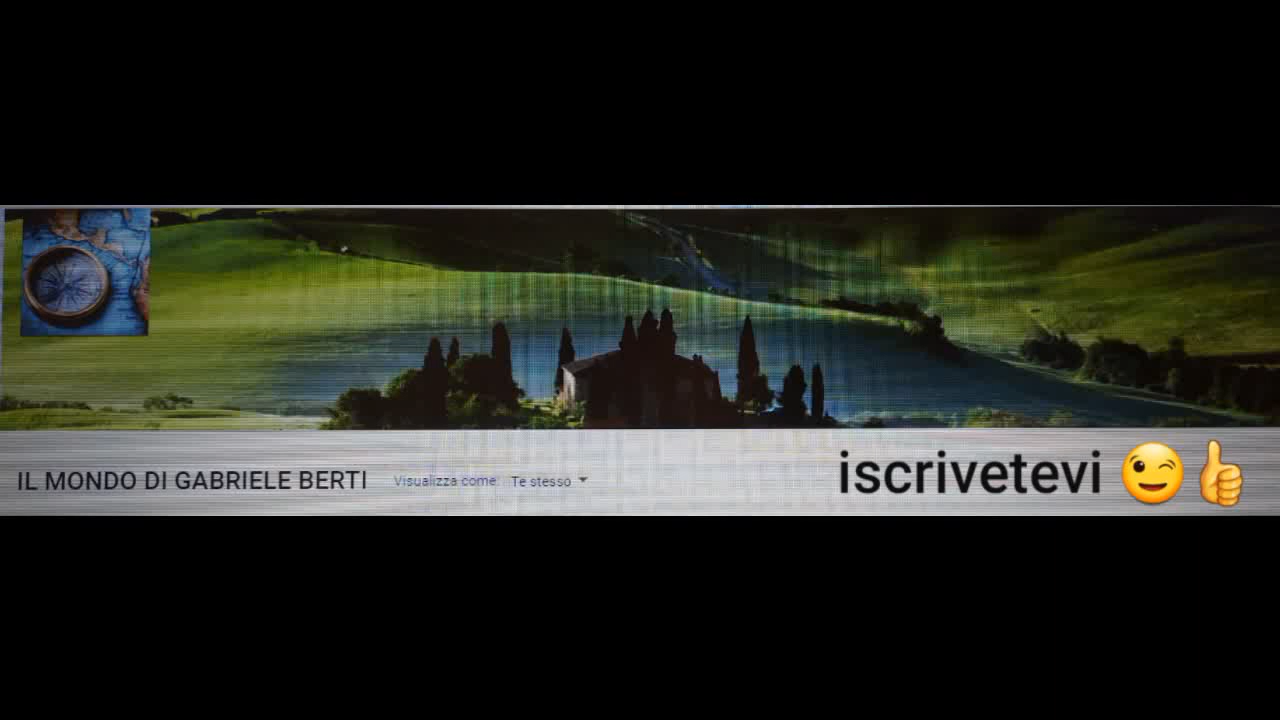 IL MONDO DI GABRIELE BERTI Visualizza come: Te stesso iscrivetevi 😉👍